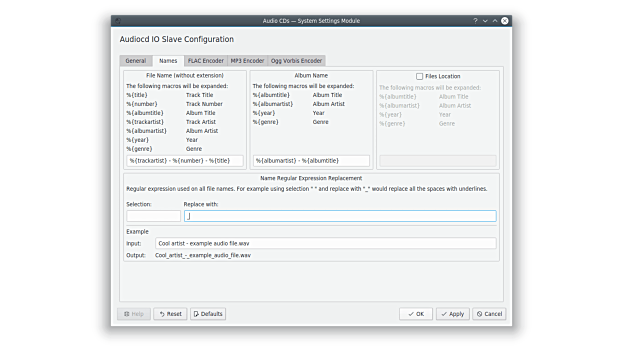 Audio CDs — System Settings Module
Audiocd IO Slave Configuration
General Names FLAC Encoder MP3 Encoder Ogg Vorbis Encoder
File Name (without extension)
The following macros will be expanded:
%{title} Track Title
%{number} Track Number
%{albumtitle} Album Title
%{trackartist} Track Artist
%{albumartist} Album Artist
%{year} Year
%{genre} Genre
%{trackartist} - %{number} - %{title}
Album Name
The following macros will be expanded:
%{albumtitle} Album Title
%{albumartist} Album Artist
%{year} Year
%{genre} Genre
%{albumartist} - %{albumtitle}
Files Location
The following macros will be expanded:
%{albumtitle} Album Title
%{albumartist} Album Artist
%{year} Year
%{genre} Genre
Name Regular Expression Replacement
Regular expression used on all file names. For example using selection " " and replace with "_" would replace all the spaces with underlines.
Selection: Replace with:
_
Example
Input: Cool artist - example audio file.wav
Output: Cool_artist_-_example_audio_file.wav
Help Reset Defaults OK Apply Cancel